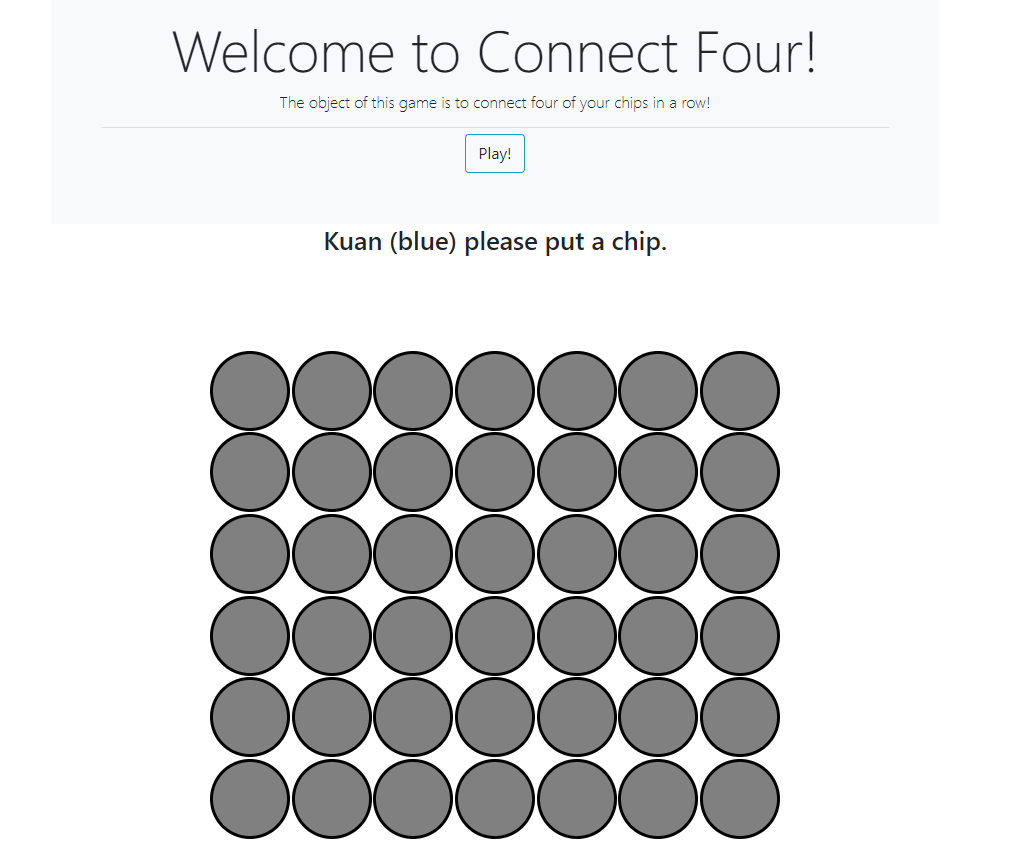 Welcome to Connect Four!
The object of this game is to connect four of your chips in a row!
Play!
Kuan (blue) please put a chip.